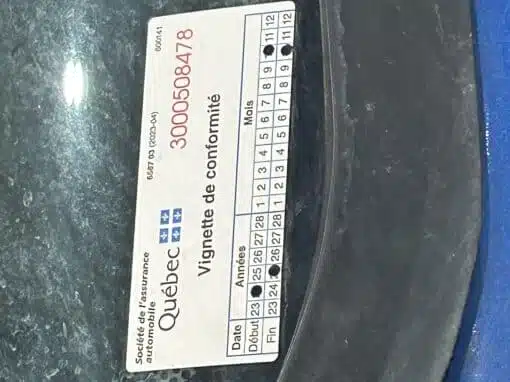 Société de l'assurance
automobile
Québec
6567 03 (2023-04)
600141
3000508478
Vignette de conformité
Date Années Mois
Début 23 25 26 27 28 1 2 3 4 5 6 7 8 9 11 12
Fin 23 24 26 27 28 1 2 3 4 5 6 7 8 9 11 12